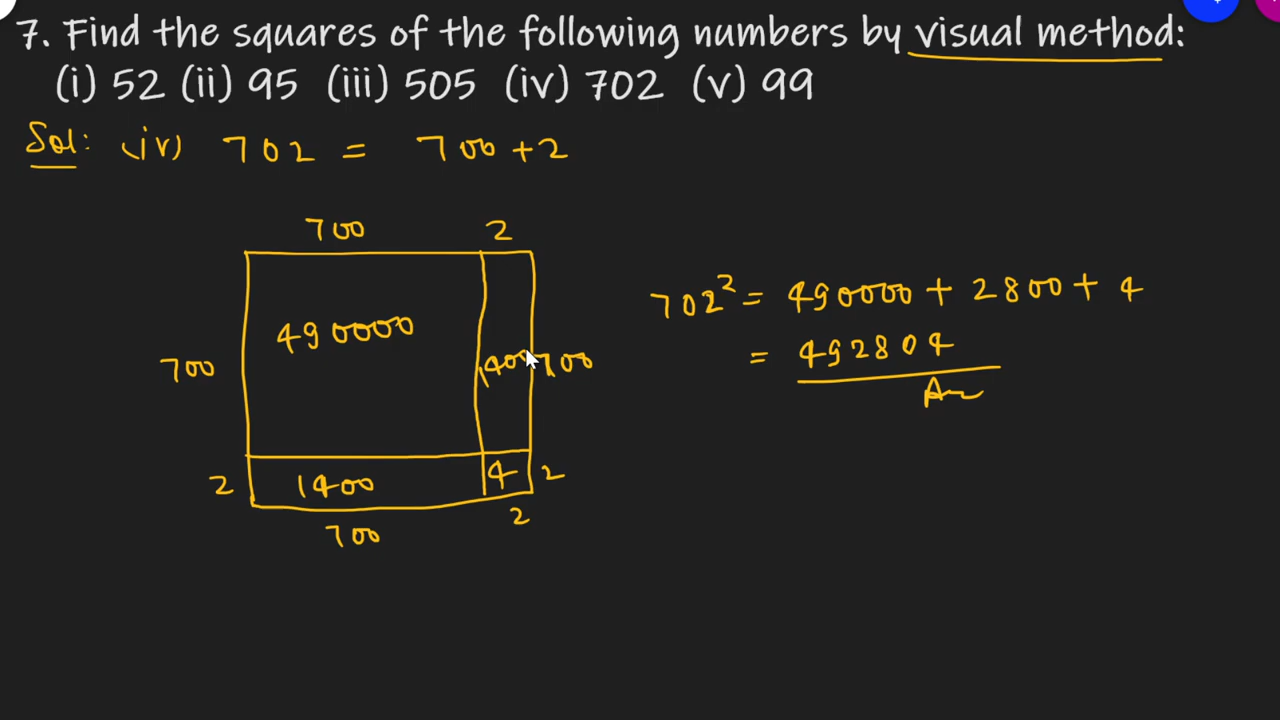 7. Find the squares of the following numbers by visual method:
(i) 52 (ii) 95 (iii) 505 (iv) 702 (v) 99
Sol: (iv) 702 = 700 + 2
700 2
702² = 490000 + 2800 + 4
490000
= 492804
700 1400 700
Ans
2 1400 4 2
700 2